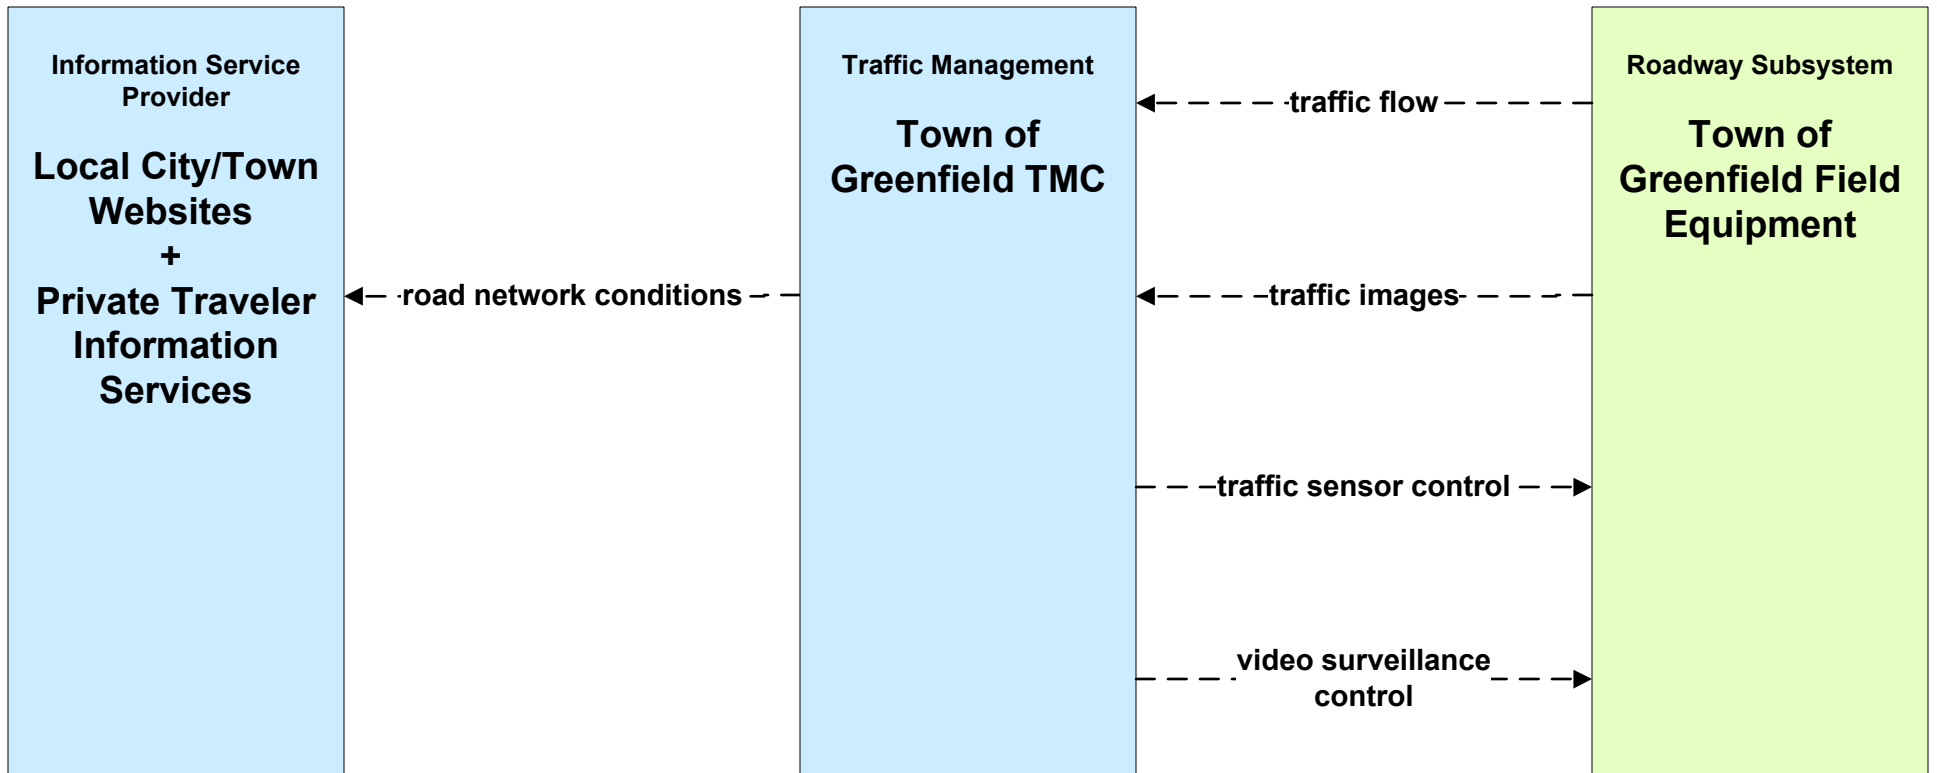 Information Service
Provider
Local City/Town
Websites
+
Private Traveler
Information
Services
road network conditions
Traffic Management
Town of
Greenfield TMC
traffic flow
traffic images
traffic sensor control
video surveillance
control
Roadway Subsystem
Town of
Greenfield Field
Equipment